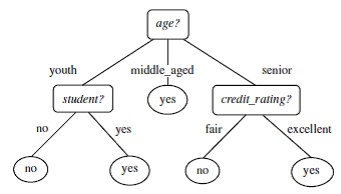 age?
youth middle_aged senior
student? yes credit_rating?
no yes fair excellent
no yes no yes